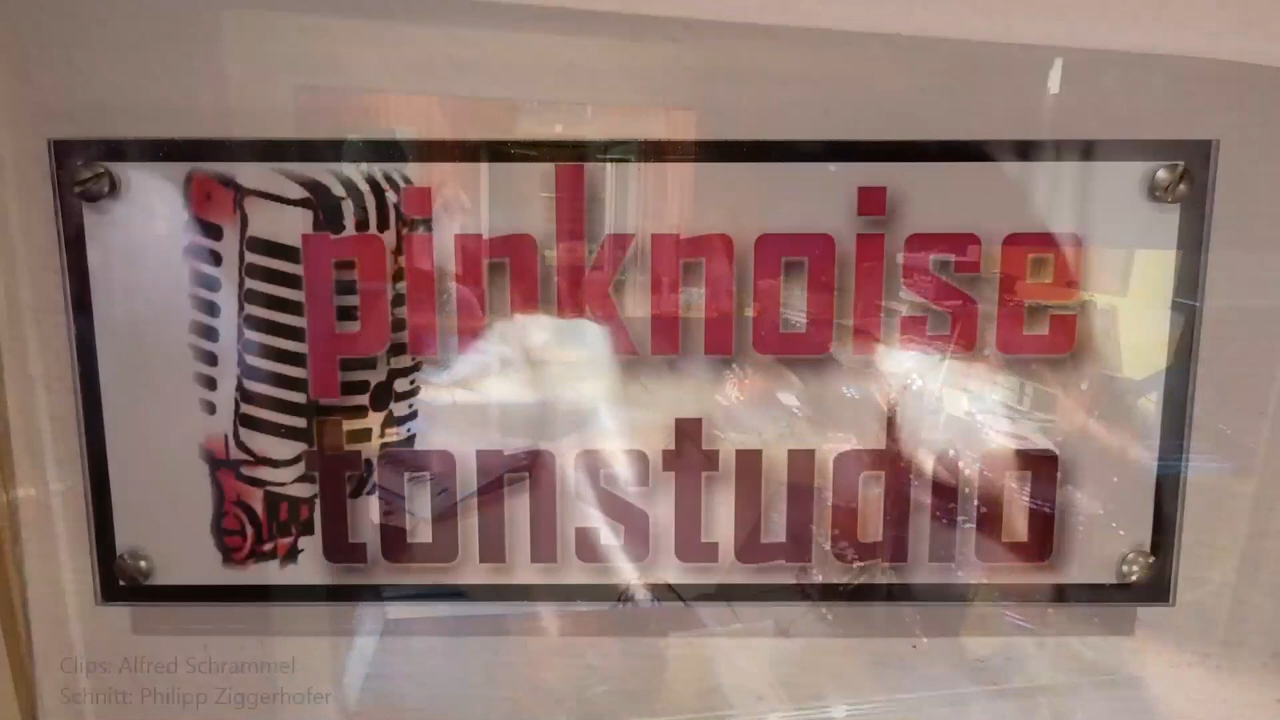 pinknoise
tonstudio
Clips: Alfred Schrammel
Schnitt: Philipp Ziggerhofer